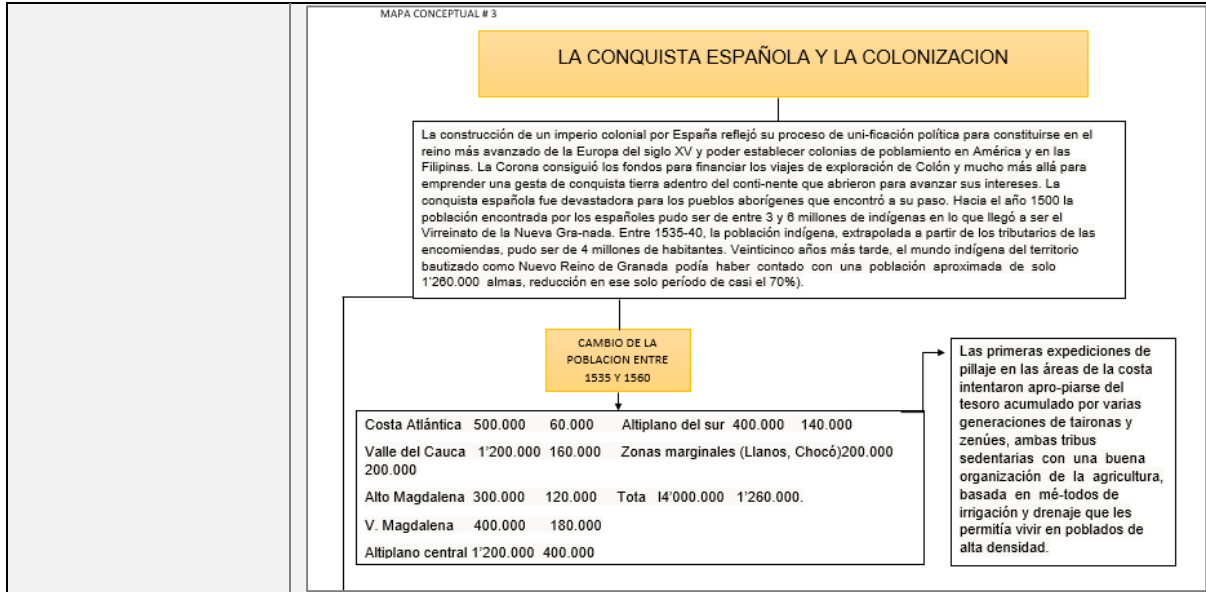 MAPA CONCEPTUAL # 3
LA CONQUISTA ESPAÑOLA Y LA COLONIZACION
La construcción de un imperio colonial por España reflejó su proceso de uni-ficación política para constituirse en el
reino más avanzado de la Europa del siglo XV y poder establecer colonias de poblamiento en América y en las
Filipinas. La Corona consiguió los fondos para financiar los viajes de exploración de Colón y mucho más allá para
emprender una gesta de conquista tierra adentro del conti-nente que abrieron para avanzar sus intereses. La
conquista española fue devastadora para los pueblos aborígenes que encontró a su paso. Hacia el año 1500 la
población encontrada por los españoles pudo ser de entre 3 y 6 millones de indígenas en lo que llegó a ser el
Virreinato de la Nueva Gra-nada. Entre 1535-40, la población indígena, extrapolada a partir de los tributarios de las
encomiendas, pudo ser de 4 millones de habitantes. Veinticinco años más tarde, el mundo indígena del territorio
bautizado como Nuevo Reino de Granada podía haber contado con una población aproximada de solo
1'260.000 almas, reducción en ese solo período de casi el 70%).
CAMBIO DE LA
POBLACION ENTRE
1535 Y 1560
Costa Atlántica 500.000 60.000 Altiplano del sur 400.000 140.000
Valle del Cauca 1'200.000 160.000 Zonas marginales (Llanos, Chocó)200.000
200.000
Alto Magdalena 300.000 120.000 Tota l4'000.000 1'260.000.
V. Magdalena 400.000 180.000
Altiplano central 1'200.000 400.000
Las primeras expediciones de
pillaje en las áreas de la costa
intentaron apro-piarse del
tesoro acumulado por varias
generaciones de taironas y
zenúes, ambas tribus
sedentarias con una buena
organización de la agricultura,
basada en mé-todos de
irrigación y drenaje que les
permitía vivir en poblados de
alta densidad.